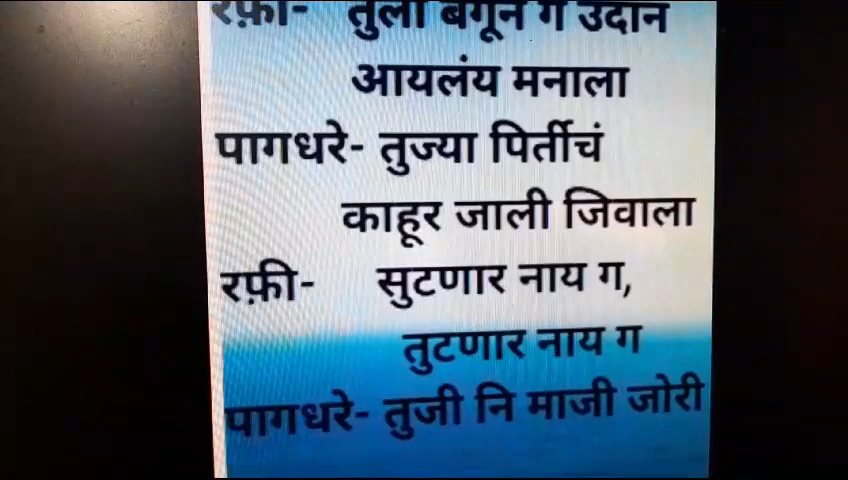 रफ़ी- तुला बगून ग उदान
आयलंय मनाला
पागधरे- तुज्या पिर्तीचं
काहूर जाली जिवाला
रफ़ी- सुटणार नाय ग,
तुटणार नाय ग
पागधरे- तुजी नि माजी जोरी